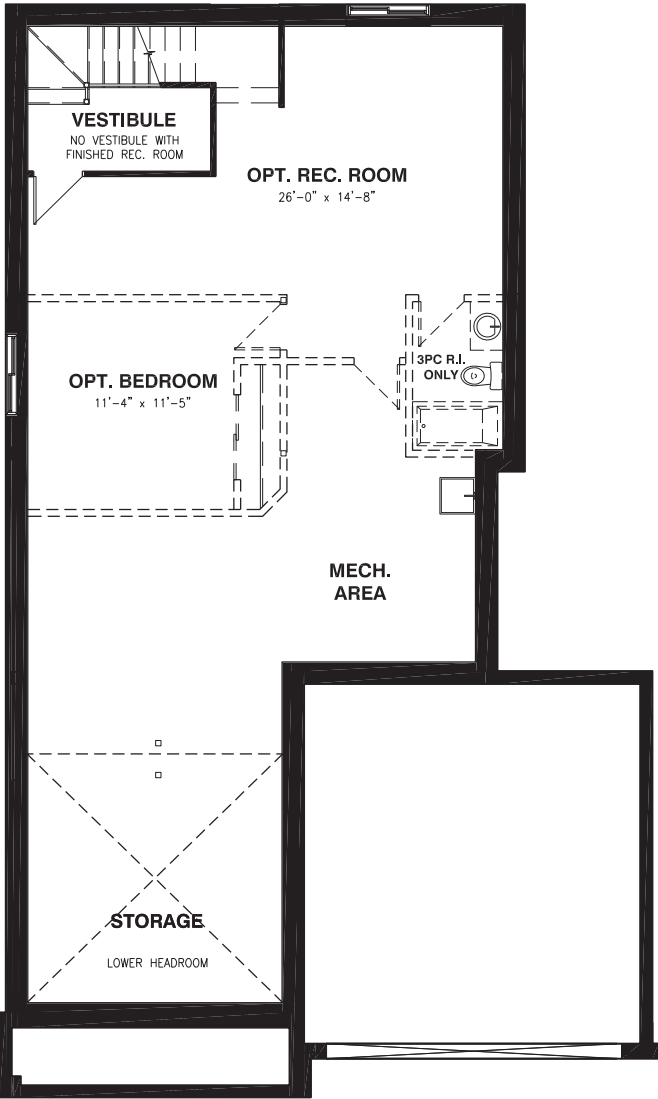 VESTIBULE
NO VESTIBULE WITH
FINISHED REC. ROOM
OPT. REC. ROOM
26'-0" x 14'-8"
3PC R.I.
ONLY
OPT. BEDROOM
11'-4" x 11'-5"
MECH.
AREA
STORAGE
LOWER HEADROOM